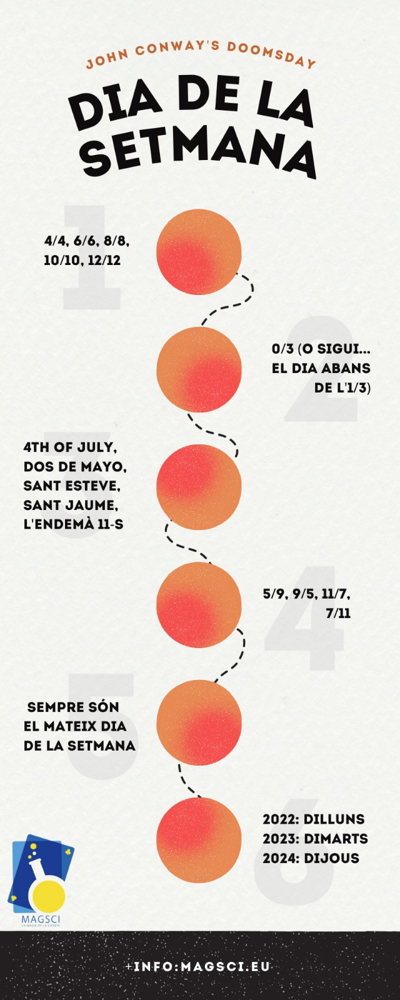 JOHN CONWAY'S DOOMSDAY
DIA DE LA
SETMANA
1
4/4, 6/6, 8/8,
10/10, 12/12
2
0/3 (O SIGUI...
EL DIA ABANS
DE L'1/3)
3
4TH OF JULY,
DOS DE MAYO,
SANT ESTEVE,
SANT JAUME,
L'ENDEMÀ 11-S
4
5/9, 9/5, 11/7,
7/11
5
SEMPRE SÓN
EL MATEIX DIA
DE LA SETMANA
6
2022: DILLUNS
2023: DIMARTS
2024: DIJOUS
MAGSCI
LA MÀGIA DE LA CIÈNCIA
+INFO:MAGSCI.EU